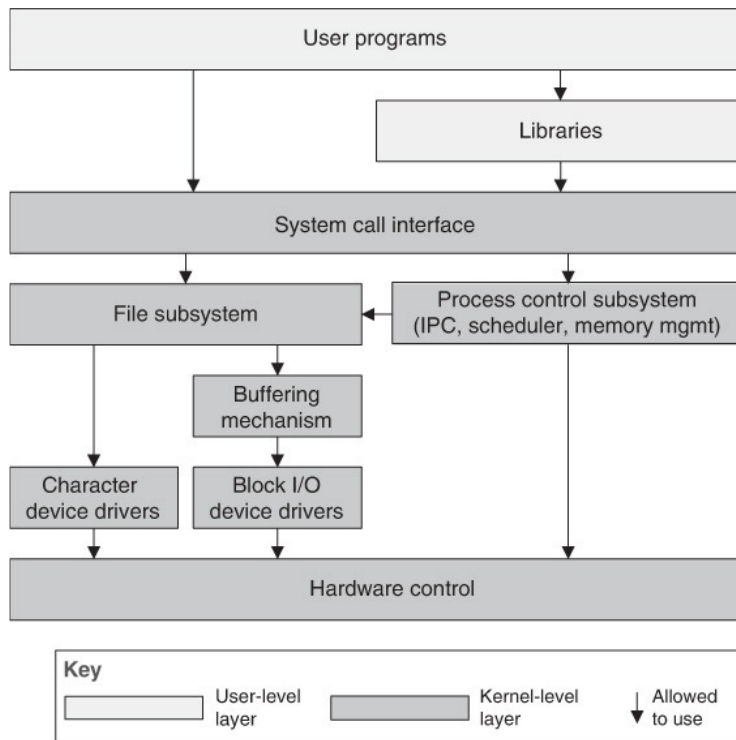 User programs
Libraries
System call interface
File subsystem
Process control subsystem
(IPC, scheduler, memory mgmt)
Buffering
mechanism
Character
device drivers
Block I/O
device drivers
Hardware control
Key
User-level
layer
Kernel-level
layer
Allowed
to use